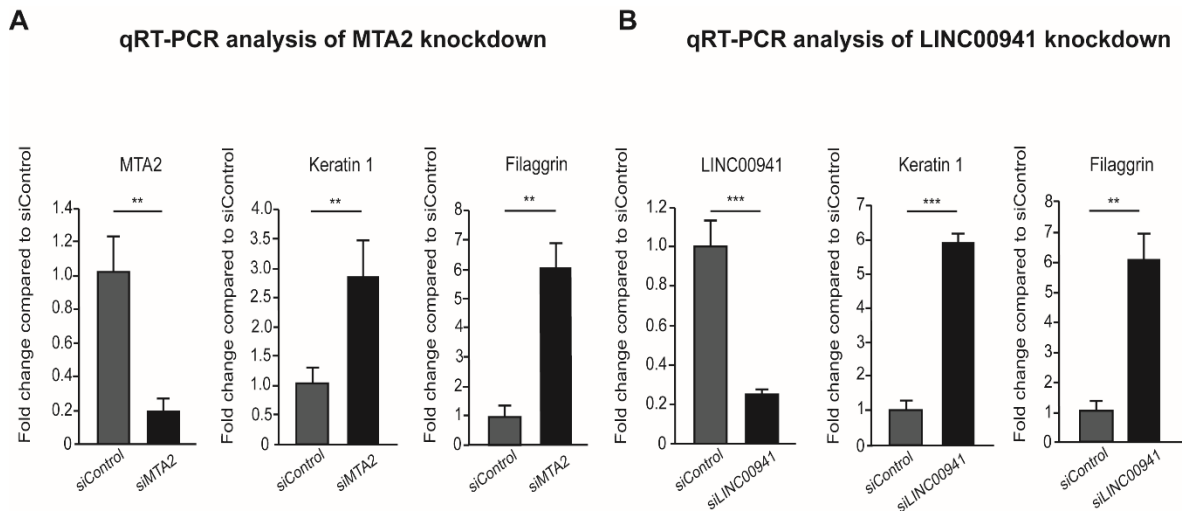 A
qRT-PCR analysis of MTA2 knockdown
B
qRT-PCR analysis of LINC00941 knockdown
MTA2
Fold change compared to siControl
**
1.4
1.2
1.0
0.8
0.6
0.4
0.2
0
siControl
siMTA2
Keratin 1
Fold change compared to siControl
**
4.0
3.5
3.0
2.5
2.0
1.5
1.0
0.5
0
siControl
siMTA2
Filaggrin
Fold change compared to siControl
**
8
7
6
5
4
3
2
1
0
siControl
siMTA2
LINC00941
Fold change compared to siControl
***
1.2
1.0
0.8
0.6
0.4
0.2
0
siControl
siLINC00941
Keratin 1
Fold change compared to siControl
***
7
6
5
4
3
2
1
0
siControl
siLINC00941
Filaggrin
Fold change compared to siControl
**
8
7
6
5
4
3
2
1
0
siControl
siLINC00941